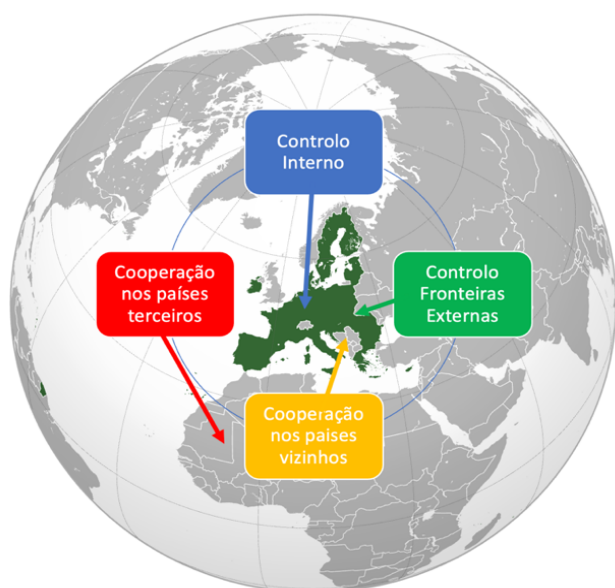 Controlo
Interno
Cooperação
nos países
terceiros
Controlo
Fronteiras
Externas
Cooperação
nos paises
vizinhos